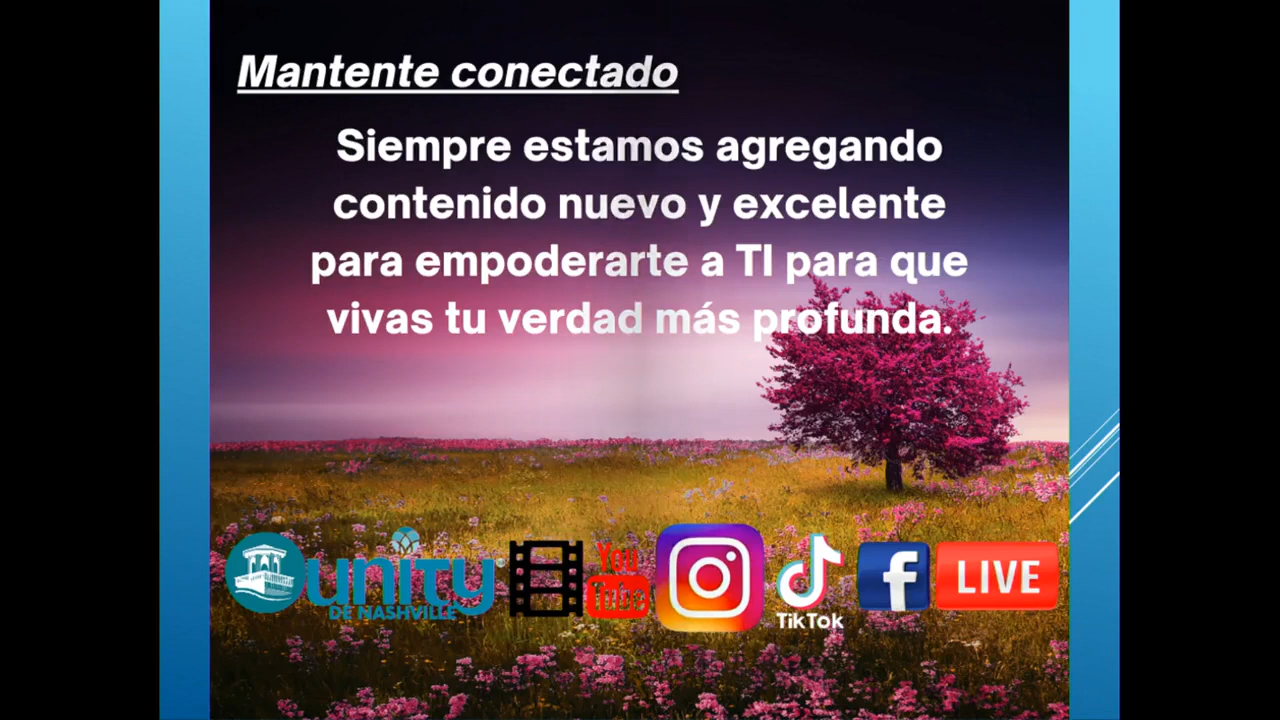 Mantente conectado
Siempre estamos agregando
contenido nuevo y excelente
para empoderarte a TI para que
vivas tu verdad más profunda.
unity®
DE NASHVILLE
You
Tube
TikTok
f
LIVE